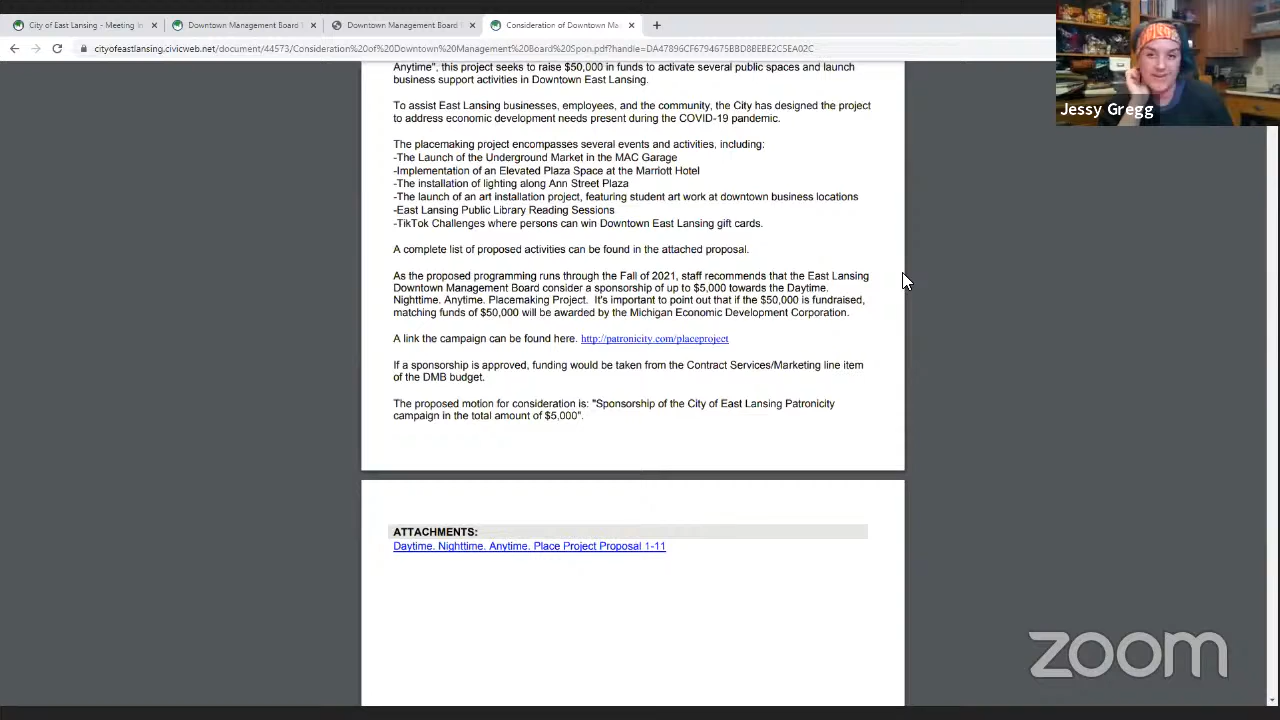 City of East Lansing - Meeting
Downtown Management Board
Downtown Management Board
Consideration of Downtown Ma
cityofeastlansing.civicweb.net/document/44573/Consideration%20of%20Downtown%20Management%20Board%20Spon.pdf?handle=DA47896CF6794675BBD8BEBE2C5EA02C
Jessy Gregg
Anytime", this project seeks to raise $50,000 in funds to activate several public spaces and launch
business support activities in Downtown East Lansing.
To assist East Lansing businesses, employees, and the community, the City has designed the project
to address economic development needs present during the COVID-19 pandemic.
The placemaking project encompasses several events and activities, including:
-The Launch of the Underground Market in the MAC Garage
-Implementation of an Elevated Plaza Space at the Marriott Hotel
-The installation of lighting along Ann Street Plaza
-The launch of an art installation project, featuring student art work at downtown business locations
-East Lansing Public Library Reading Sessions
-TikTok Challenges where persons can win Downtown East Lansing gift cards.
A complete list of proposed activities can be found in the attached proposal.
As the proposed programming runs through the Fall of 2021, staff recommends that the East Lansing
Downtown Management Board consider a sponsorship of up to $5,000 towards the Daytime.
Nighttime. Anytime. Placemaking Project. It's important to point out that if the $50,000 is fundraised,
matching funds of $50,000 will be awarded by the Michigan Economic Development Corporation.
A link the campaign can be found here. http://patronicity.com/placeproject
If a sponsorship is approved, funding would be taken from the Contract Services/Marketing line item
of the DMB budget.
The proposed motion for consideration is: "Sponsorship of the City of East Lansing Patronicity
campaign in the total amount of $5,000".
ATTACHMENTS:
Daytime. Nighttime. Anytime. Place Project Proposal 1-11
zoom